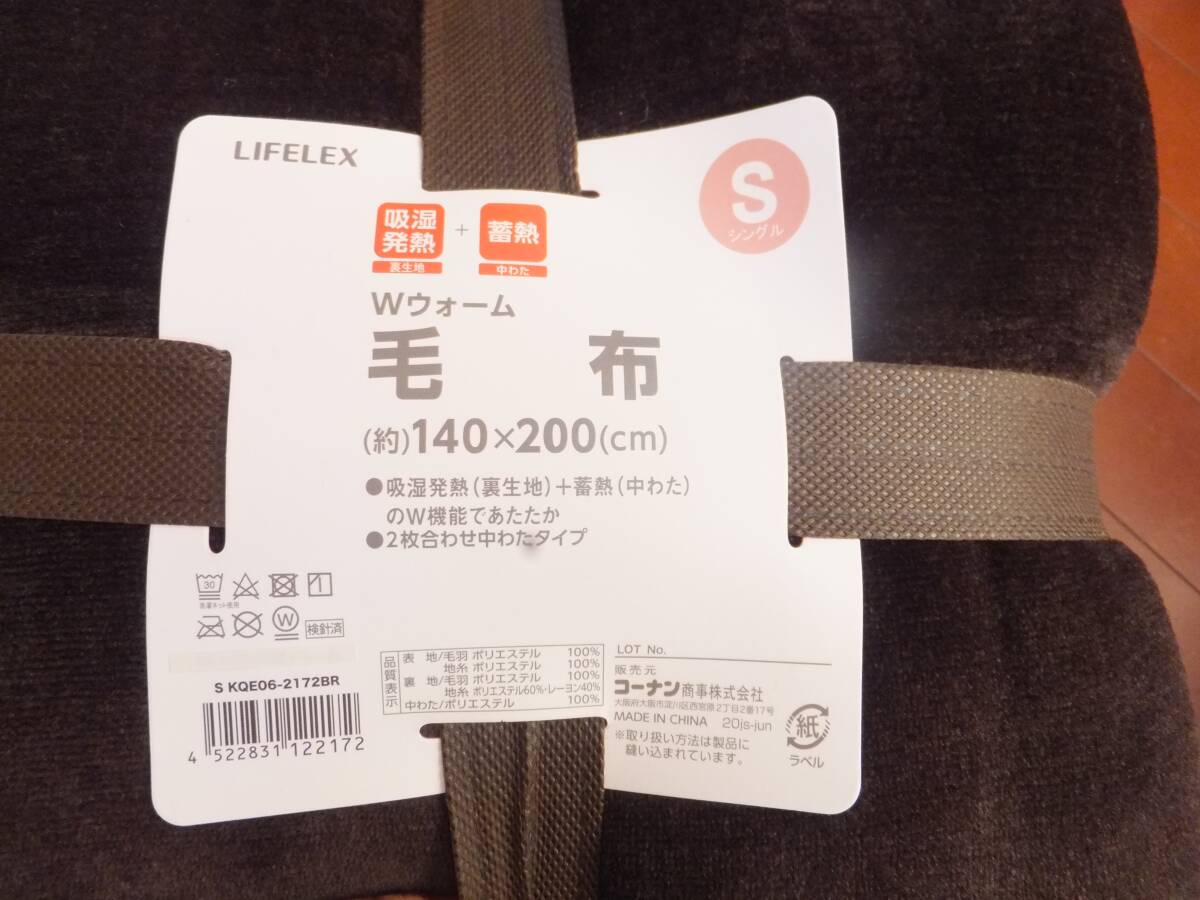 LIFELEX
S
シングル
吸湿
発熱
裏生地
+
蓄熱
中わた
Wウォーム
毛 布
(約)140×200(cm)
●吸湿発熱(裏生地)+蓄熱(中わた)
のW機能であたたか
●2枚合わせ中わたタイプ
30
洗濯ネット使用
W
検針済
S KQE06-2172BR
4 522831 122172
品質表示
表 地/毛羽 ポリエステル 100%
地糸 ポリエステル 100%
裏 地/毛羽 ポリエステル 100%
地糸 ポリエステル60%・レーヨン40%
中わた/ポリエステル 100%
LOT No.
販売元
コーナン商事株式会社
大阪府大阪市淀川区西宮原2丁目2番17号
MADE IN CHINA 20js-jun
※取り扱い方法は製品に
縫い込まれています。
紙
ラベル